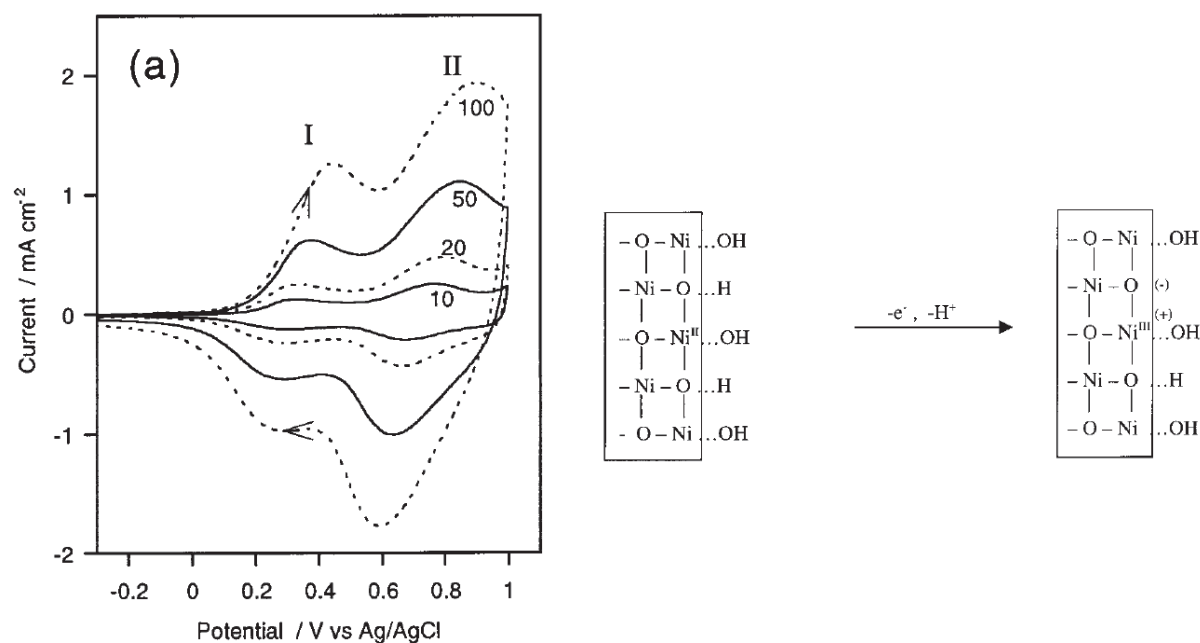 (a)
I
II
100
50
20
10
2
1
0
-1
-2
Current / mA cm-2
-0.2 0 0.2 0.4 0.6 0.8 1
Potential / V vs Ag/AgCl
- O - Ni ...OH
- Ni - O ...H
- O - NiII ...OH
- Ni - O ...H
- O - Ni ...OH
-e- , -H+
- O - Ni ...OH
- Ni - O (-)
(+)
- O - NiIII ...OH
- Ni - O ...H
- O - Ni ...OH